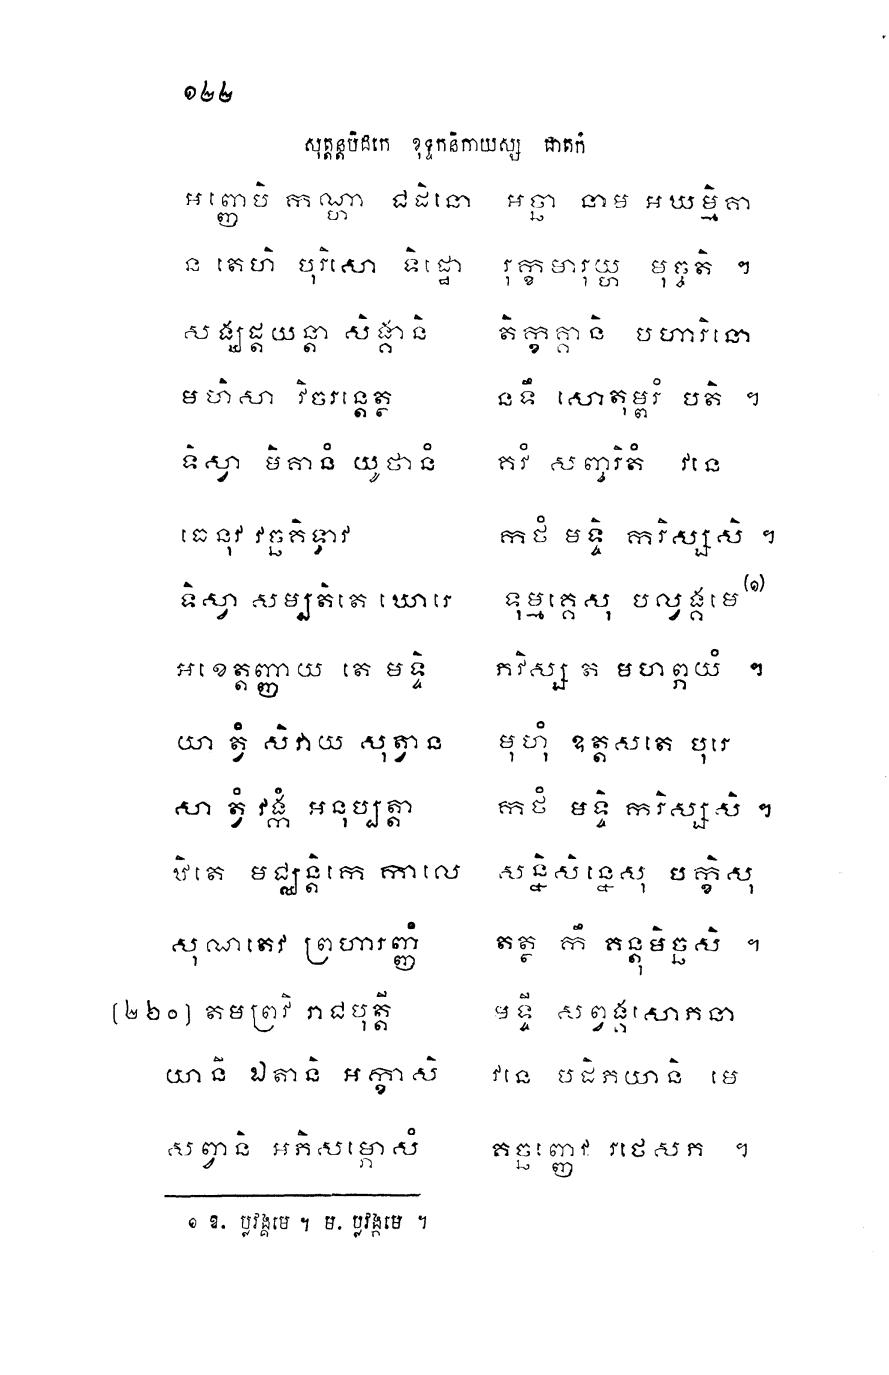 ១៤៤
សុត្តន្តបិដកេ ខុទ្ទកនិកាយស្ស ជាតកំ
អញ្ញេបិ កណ្ហា ជដិនោ អច្ឆា នាម អឃម្មិគា
ន តេហិ បុរិសោ ទិដ្ឋោ រុក្ខមារុយ្ហ មុច្ចតិ ។
សង្ឃដ្តយន្តា សិង្គានិ តិក្ខគ្គានិ បហារិនោ
មហិសា វិចរន្តេត្ថ នទឹ សោតុម្ពរំ បតិ ។
ទិស្វា មិគានំ យូថានំ គវំ សញ្ចរិតំ វនេ
ធេនុវ វច្ឆគិទ្ធាវ កថំ មទ្ទិ ករិស្សសិ ។
ទិស្វា សម្បតិតេ ឃោរេ ទុម្មគ្គេសុ បល្វង្គមេ(១)
អខេត្តញ្ញាយ តេ មទ្ទិ ភវិស្សត មហព្ភយំ ។
យា ត្វំ សិវាយ សុត្វាន មុហុំ ឧត្តសតេ បុរេ
សា ត្វំ វង្កំ អនុប្បត្តា កថំ មទ្ទិ ករិស្សសិ ។
ឋិតេ មជ្ឈន្តិកេ កាលេ សន្និសិន្នេសុ បក្ខិសុ
សុណតេវ ព្រហារញ្ញំ តត្ថ កឹ គន្តុមិច្ឆសិ ។
[២៦០] តមព្រវិ រាជបុត្តី មទ្ទី សព្វង្គសោភនា
យានិ ឯតានិ អក្ខាសិ វនេ បដិភយានិ មេ
សព្វានិ អភិសម្ភោសំ គច្ឆញ្ញេវ រថេសភ ។
១ ឱ. ប្លវង្គមេ ។ ម. ប្លវង្គមេ ។